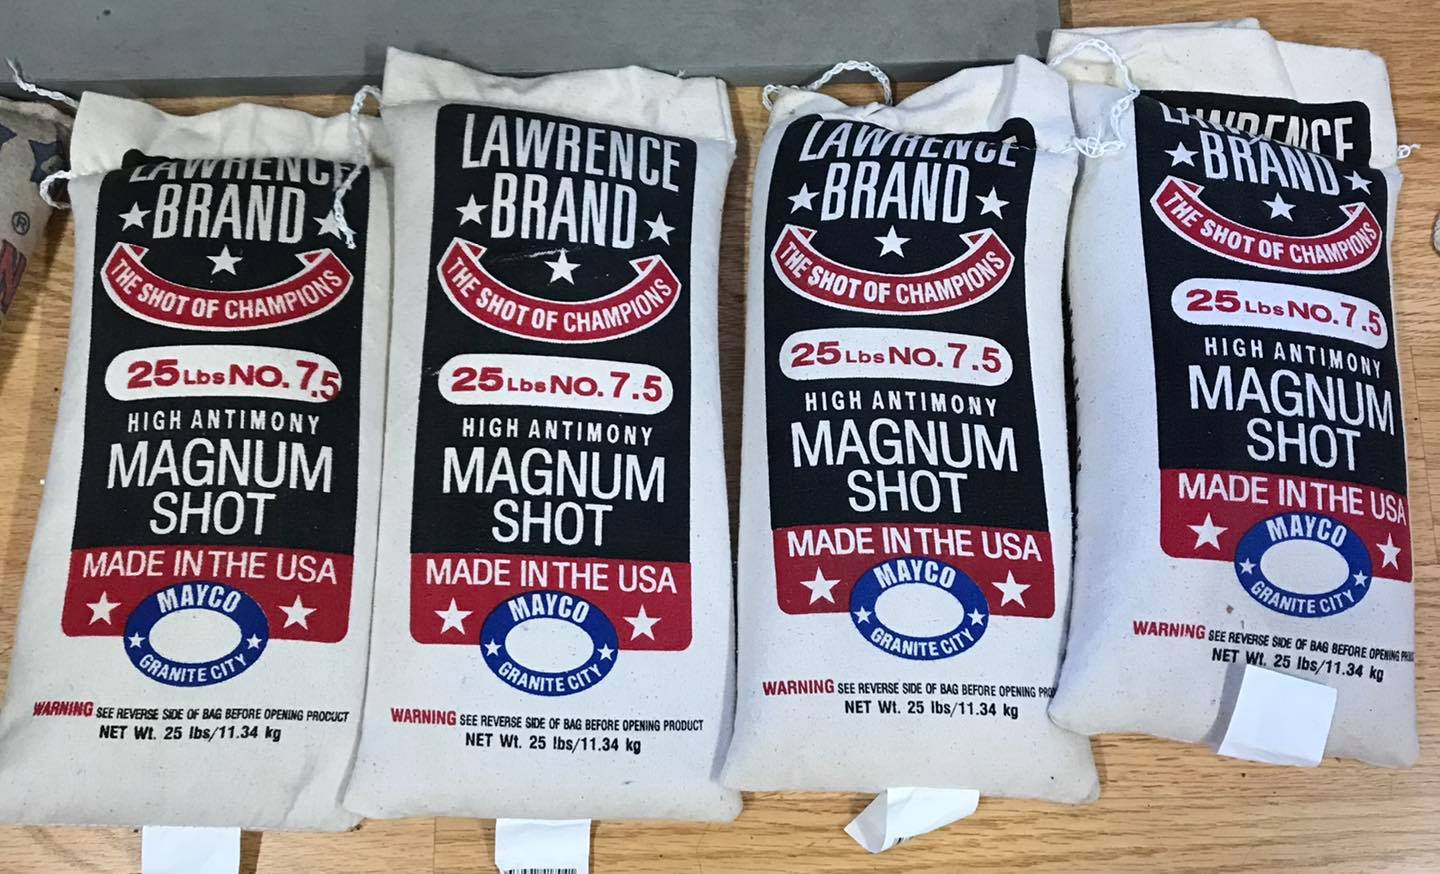 LAWRENCE
BRAND
THE SHOT OF CHAMPIONS
25 Lbs NO. 7.5
HIGH ANTIMONY
MAGNUM
SHOT
MADE IN THE USA
MAYCO
GRANITE CITY
WARNING SEE REVERSE SIDE OF BAG BEFORE OPENING PRODUCT
NET Wt. 25 lbs/11.34 kg
LAWRENCE
BRAND
THE SHOT OF CHAMPIONS
25 Lbs NO. 7.5
HIGH ANTIMONY
MAGNUM
SHOT
MADE IN THE USA
MAYCO
GRANITE CITY
WARNING SEE REVERSE SIDE OF BAG BEFORE OPENING PRODUCT
NET Wt. 25 lbs/11.34 kg
LAWRENCE
BRAND
THE SHOT OF CHAMPIONS
25 Lbs NO. 7.5
HIGH ANTIMONY
MAGNUM
SHOT
MADE IN THE USA
MAYCO
GRANITE CITY
WARNING SEE REVERSE SIDE OF BAG BEFORE OPENING PRO
NET Wt. 25 lbs/11.34 kg
LAWRENCE
BRAND
THE SHOT OF CHAMPIONS
25 Lbs NO. 7.5
HIGH ANTIMONY
MAGNUM
SHOT
MADE IN THE USA
MAYCO
GRANITE CITY
WARNING SEE REVERSE SIDE OF BAG BEFORE OPENING
NET Wt. 25 lbs/11.34 kg